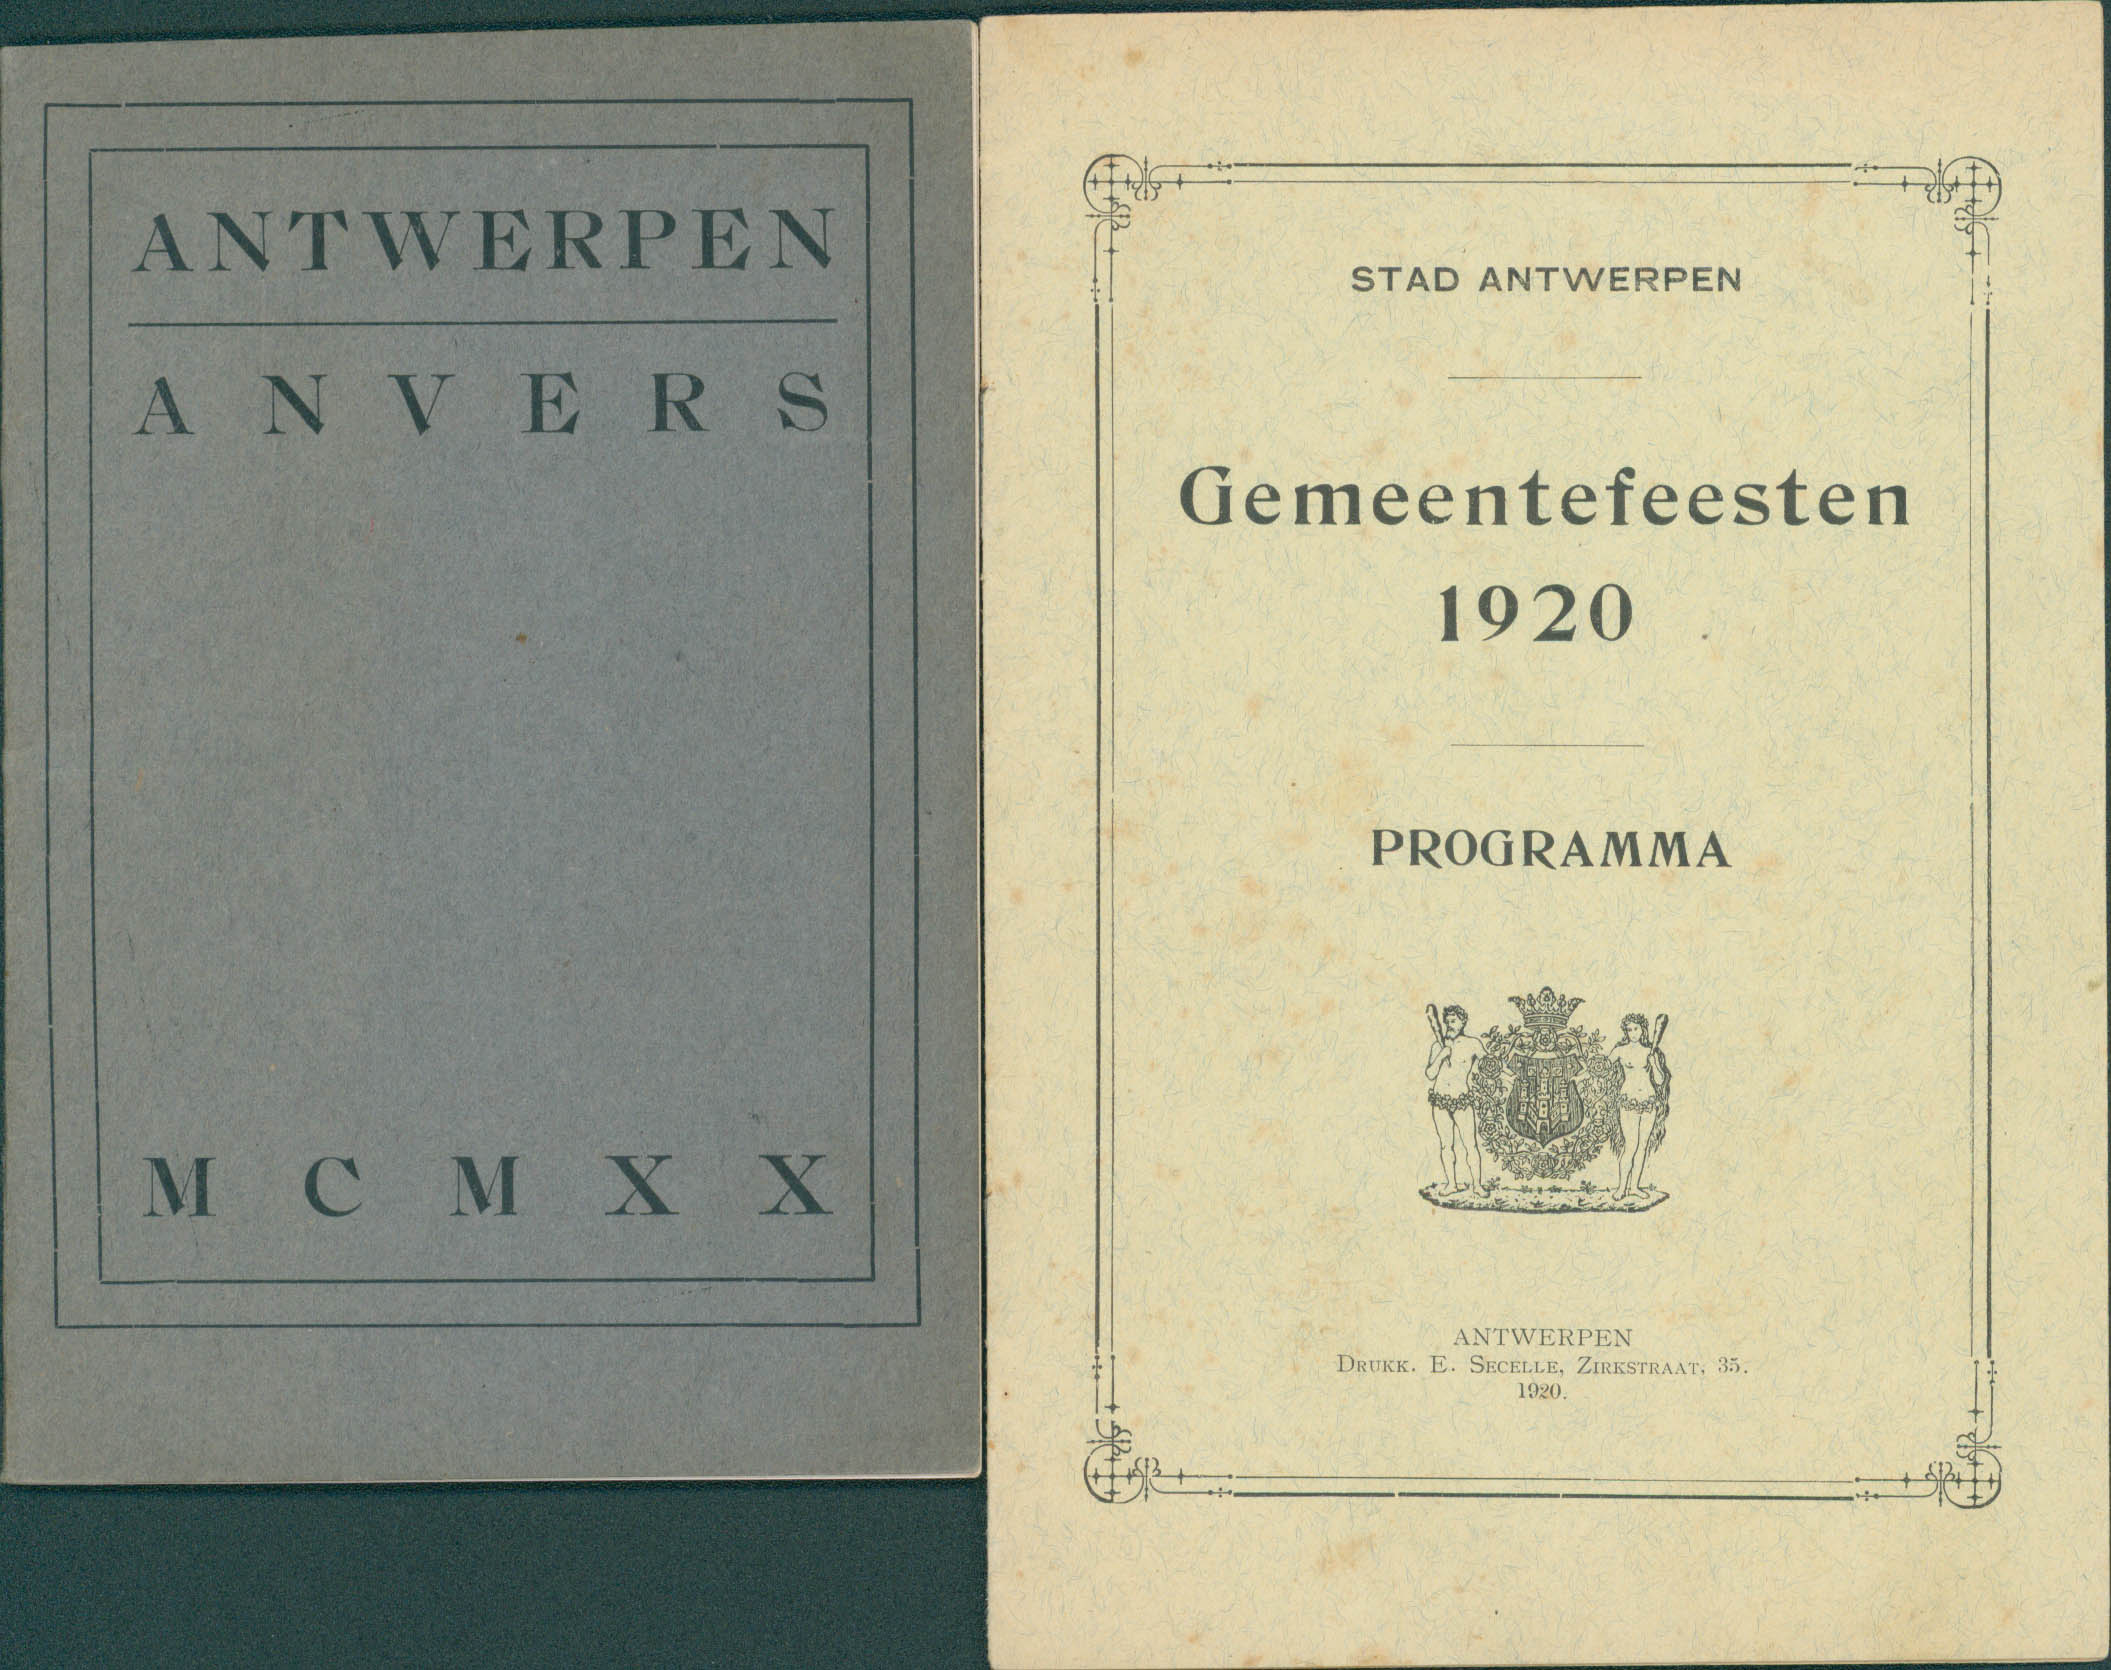 ANTWERPEN
ANVERS
MCMXX
STAD ANTWERPEN
Gemeentefeesten
1920
PROGRAMMA
ANTWERPEN
DRUKK. E. SECELLE, ZIRKSTRAAT, 35.
1920.